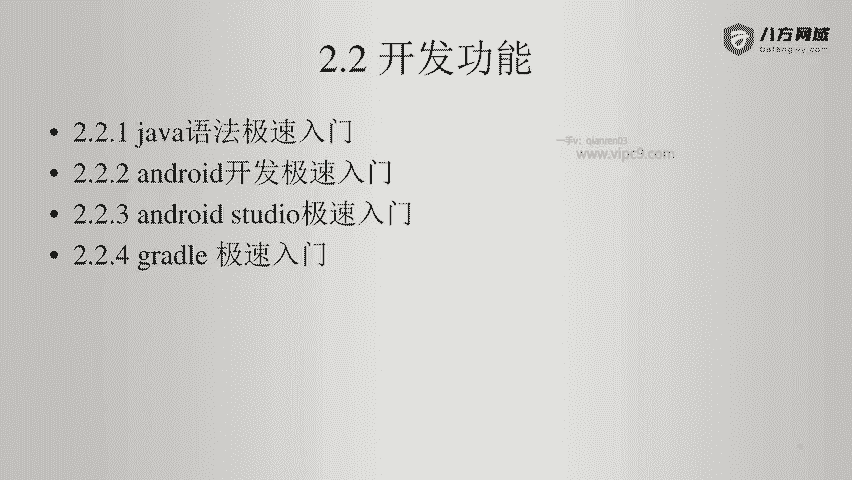 2.2 开发功能
八方网域
bafangwy.com
• 2.2.1 java语法极速入门
一手v：qianren03
www.vipc9.com
• 2.2.2 android开发极速入门
• 2.2.3 android studio极速入门
• 2.2.4 gradle 极速入门